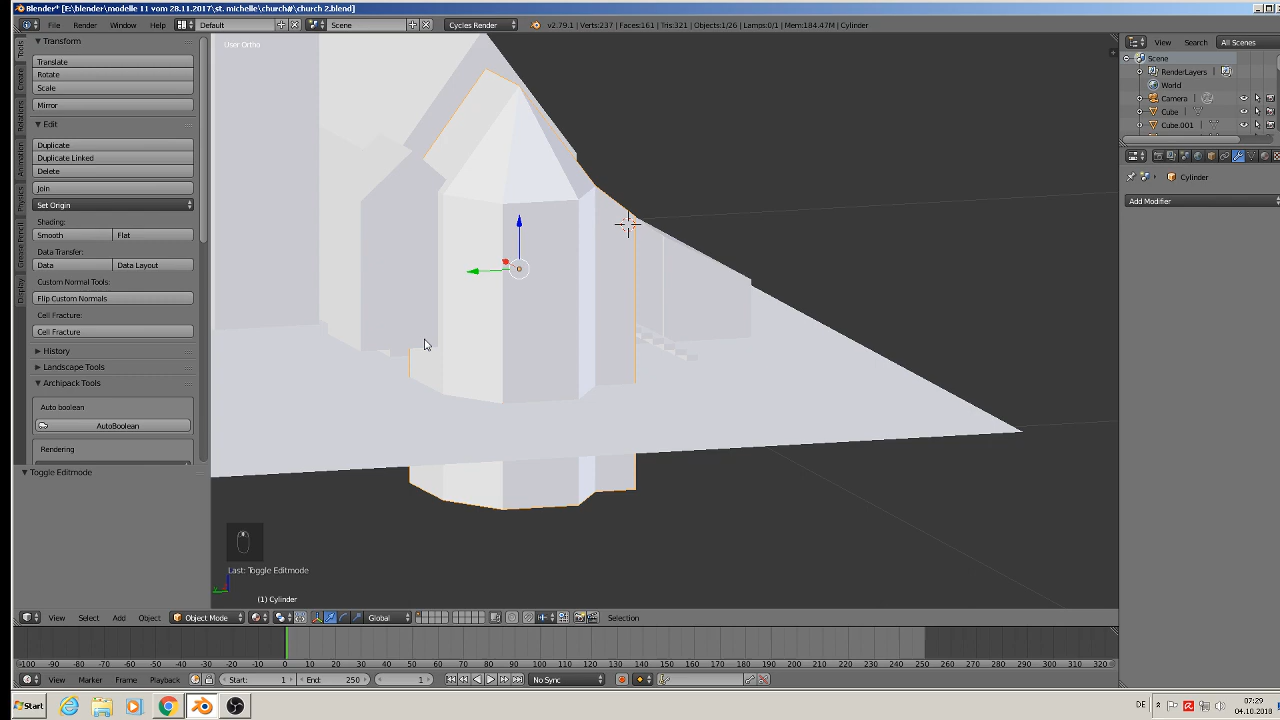 Blender* [E:\blender\modelle 11 vom 28.11.2017\st. michelle\church#\church 2.blend]
File Render Window Help Default Scene Cycles Render v2.79.1 | Verts:237 | Faces:161 | Tris:321 | Objects:1/26 | Lamps:0/1 | Mem:184.47M | Cylinder
Transform
Translate
Rotate
Scale
Mirror
Edit
Duplicate
Duplicate Linked
Delete
Join
Set Origin
Shading:
Smooth Flat
Data Transfer:
Data Data Layout
Custom Normal Tools:
Flip Custom Normals
Cell Fracture:
Cell Fracture
History
Landscape Tools
Archipack Tools
Auto boolean
AutoBoolean
Rendering
Toggle Editmode
Tools
Create
Relations
Animation
Physics
Grease Pencil
Display
User Ortho
Last: Toggle Editmode
(1) Cylinder
View Search All Scenes
Scene
RenderLayers
World
Camera
Cube
Cube.001
Cylinder
Add Modifier
View Select Add Object Object Mode Global Selection
-100 -90 -80 -70 -60 -50 -40 -30 -20 -10 0 10 20 30 40 50 60 70 80 90 100 110 120 130 140 150 160 170 180 190 200 210 220 230 240 250 260 270 280 290 300 310 320
View Marker Frame Playback Start: 1 End: 250 1 No Sync
Start
DE
07:29
04.10.2018